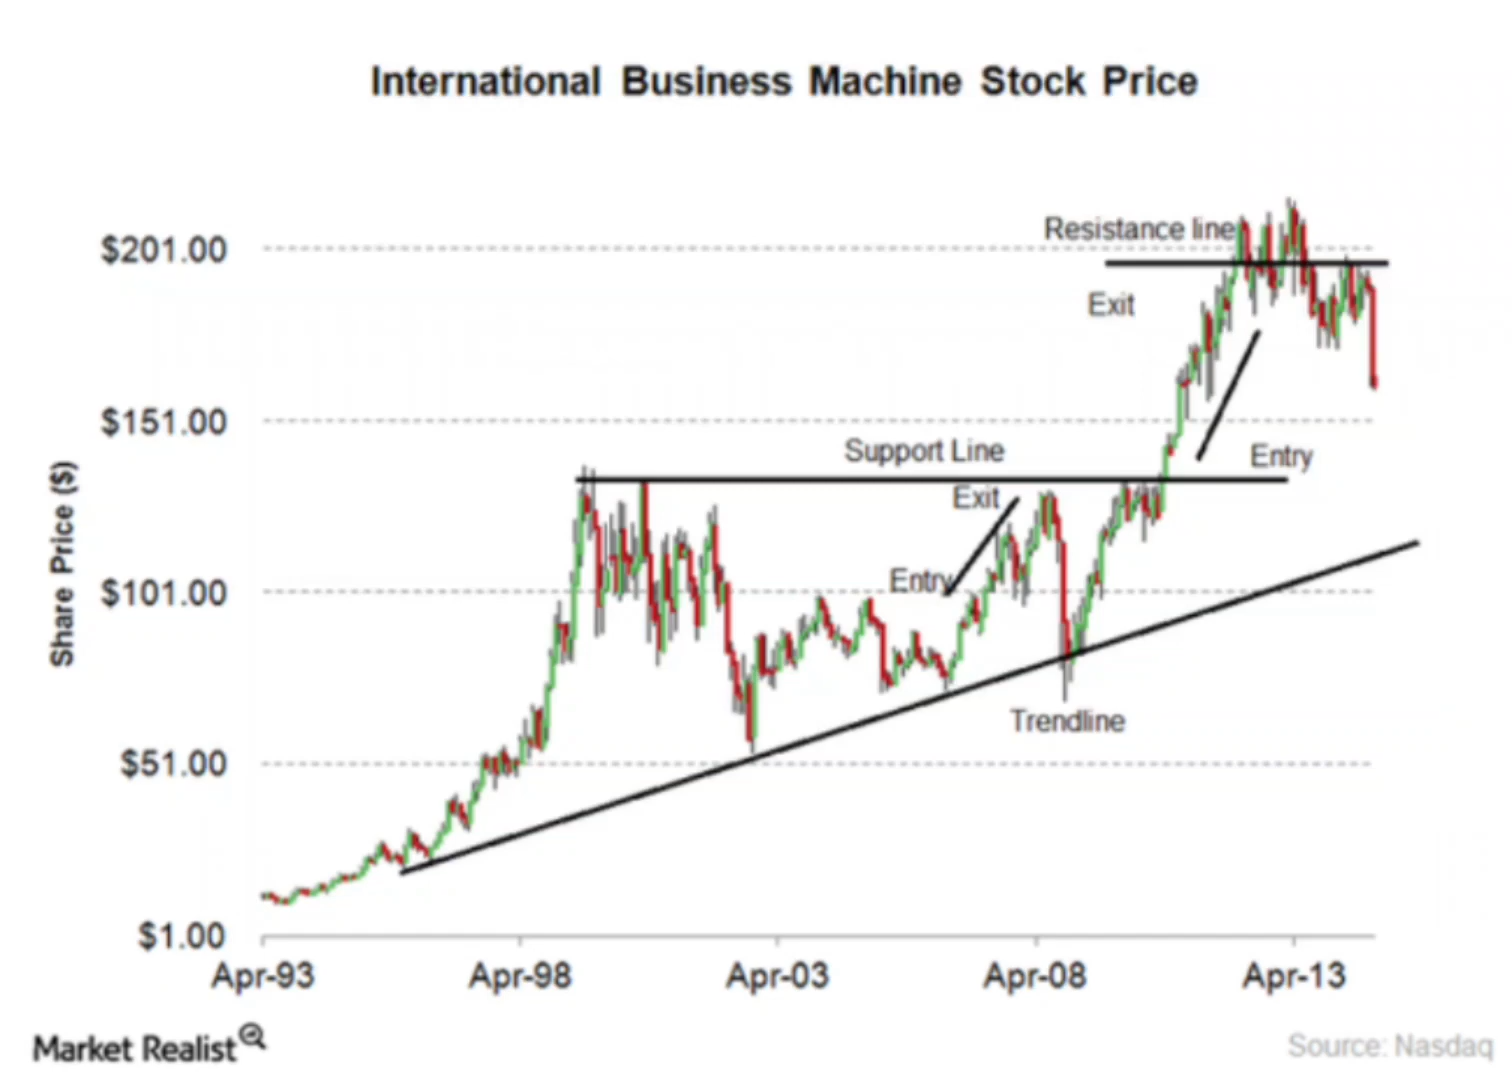 International Business Machine Stock Price
Share Price ($)
$201.00
$151.00
$101.00
$51.00
$1.00
Resistance line
Exit
Support Line
Entry
Exit
Entry
Trendline
Apr-93
Apr-98
Apr-03
Apr-08
Apr-13
Market Realist
Source: Nasdaq